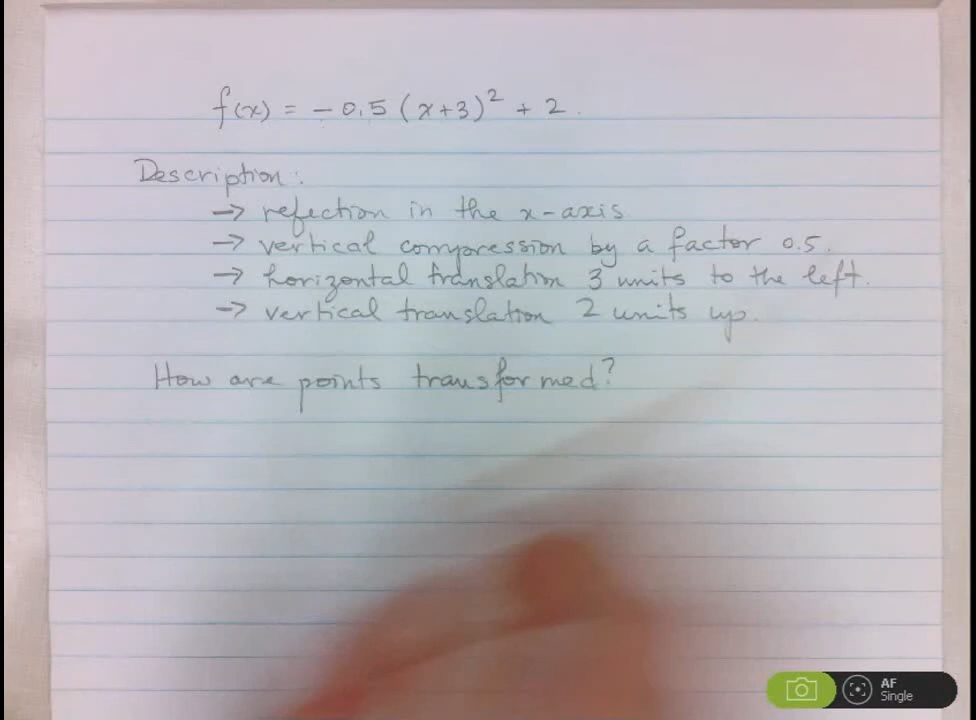 f(x) = - 0.5 (x+3)² + 2.
Description:
→ refection in the x-axis
→ vertical compression by a factor 0.5.
→ horizontal translation 3 units to the left.
→ vertical translation 2 units up.
How are points transformed?
AF
Single